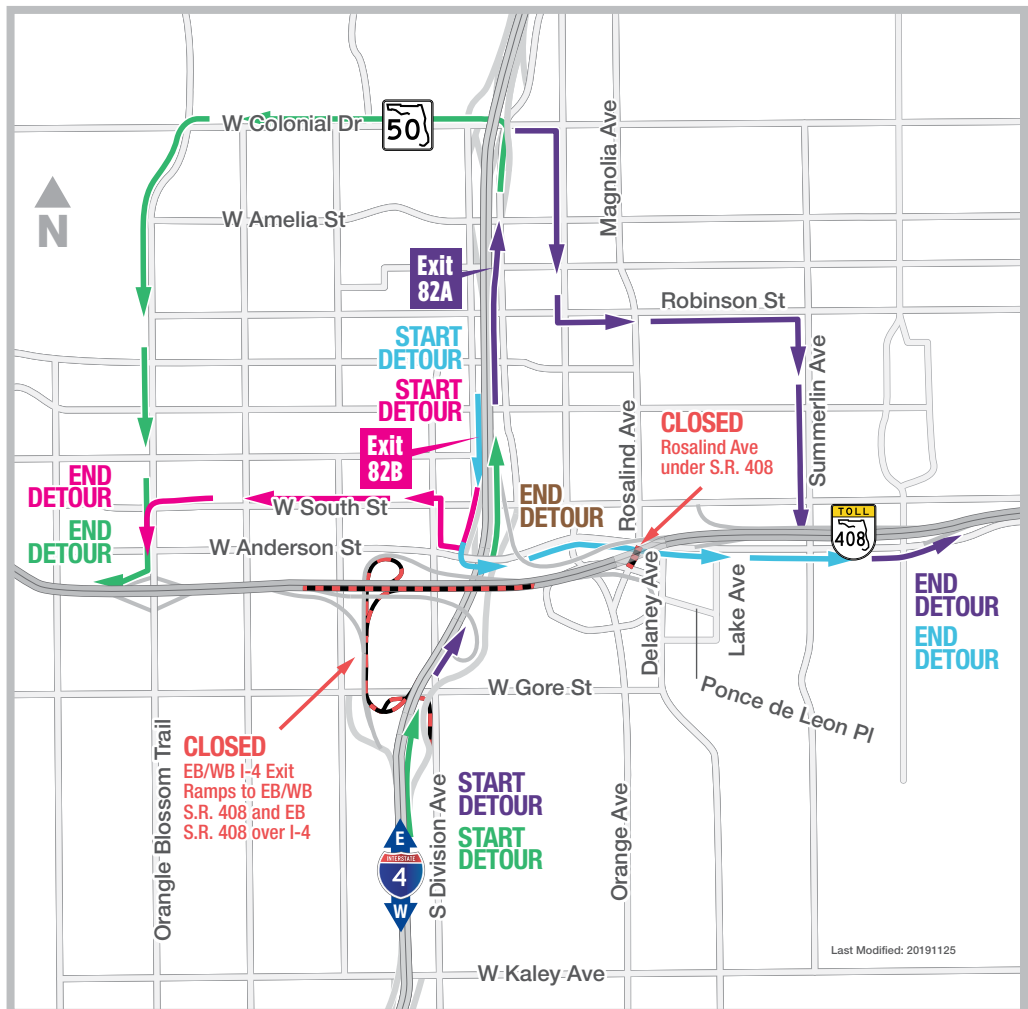 W Colonial Dr
50
Magnolia Ave
W Amelia St
N
Exit
82A
Robinson St
START
DETOUR
START
DETOUR
Summerlin Ave
Exit
82B
Rosalind Ave
CLOSED
Rosalind Ave
under S.R. 408
END
DETOUR
W South St
END
DETOUR
TOLL
408
END
DETOUR
W Anderson St
Delaney Ave
Lake Ave
END
DETOUR
END
DETOUR
W Gore St
Ponce de Leon Pl
Orangle Blossom Trail
CLOSED
EB/WB I-4 Exit
Ramps to EB/WB
S.R. 408 and EB
S.R. 408 over I-4
START
DETOUR
START
DETOUR
E
INTERSTATE
4
W
S Division Ave
Orange Ave
Last Modified: 20191125
W Kaley Ave